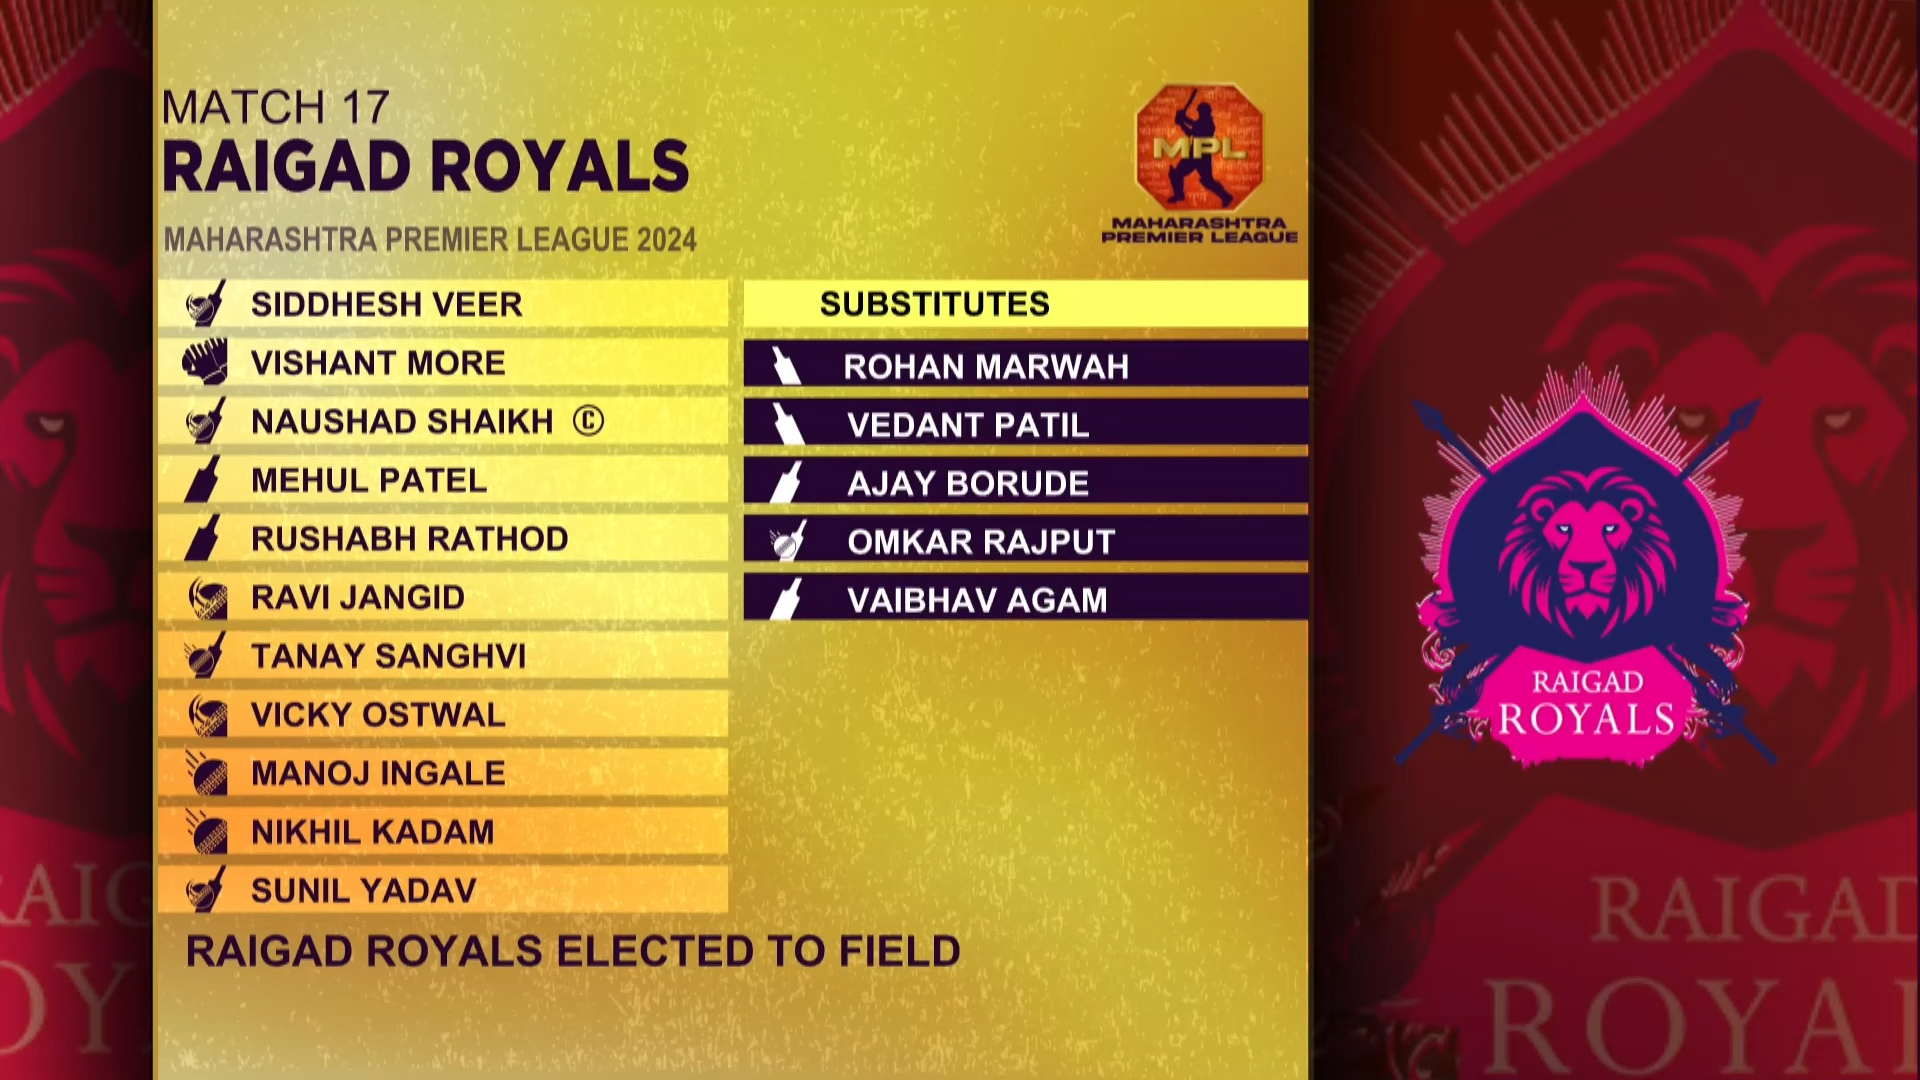 MATCH 17
RAIGAD ROYALS
MAHARASHTRA PREMIER LEAGUE 2024
MPL
MAHARASHTRA
PREMIER LEAGUE
SIDDHESH VEER
VISHANT MORE
NAUSHAD SHAIKH ©
MEHUL PATEL
RUSHABH RATHOD
RAVI JANGID
TANAY SANGHVI
VICKY OSTWAL
MANOJ INGALE
NIKHIL KADAM
SUNIL YADAV
SUBSTITUTES
ROHAN MARWAH
VEDANT PATIL
AJAY BORUDE
OMKAR RAJPUT
VAIBHAV AGAM
RAIGAD ROYALS ELECTED TO FIELD
RAIGAD
ROYALS
RAIGAD
ROYAL